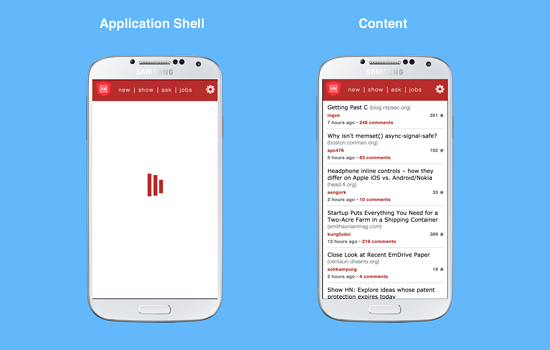 Application Shell
Content
SAMSUNG
SAMSUNG
HN new | show | ask | jobs
HN new | show | ask | jobs
Getting Past C (blog.ntpsec.org)
ingve 201 ★
7 hours ago - 248 comments
Why isn't memset() async-signal-safe?
(boston.conman.org)
spc476 102 ★
5 hours ago - 63 comments
Headphone inline controls – how they
differ on Apple iOS vs. Android/Nokia
(head-fi.org)
sengork 33 ★
2 hours ago - 10 comments
Startup Puts Everything You Need for a
Two-Acre Farm in a Shipping Container
(smithsonianmag.com)
kungfudoi 369 ★
12 hours ago - 219 comments
Close Look at Recent EmDrive Paper
(centauri-dreams.org)
sohkamyung 19 ★
2 hours ago - 4 comments
Show HN: Explore ideas whose patent
protection expires today